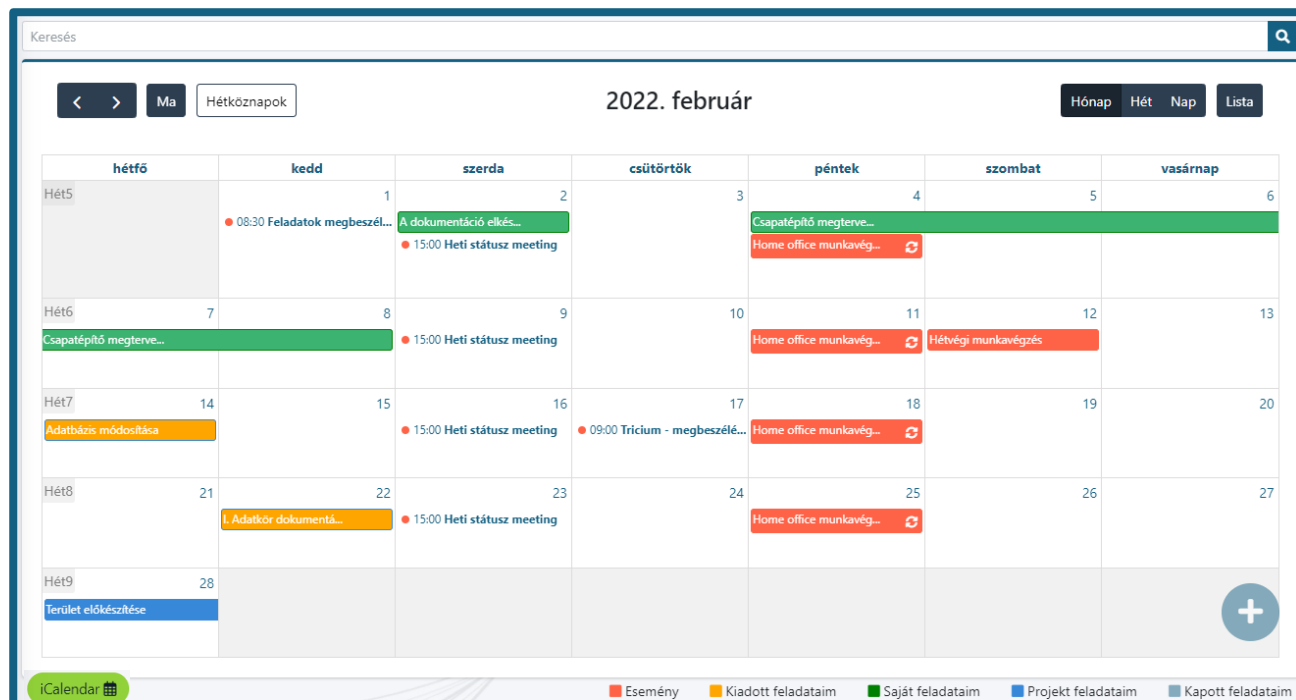 Keresés
Ma Hétköznapok 2022. február Hónap Hét Nap Lista
hétfő kedd szerda csütörtök péntek szombat vasárnap
Hét5 1 2 3 4 5 6
08:30 Feladatok megbeszél... A dokumentáció elkés... Csapatépítő megterve...
15:00 Heti státusz meeting Home office munkavég...
Hét6 7 8 9 10 11 12 13
Csapatépítő megterve... 15:00 Heti státusz meeting Home office munkavég... Hétvégi munkavégzés
Hét7 14 15 16 17 18 19 20
Adatbázis módosítása 15:00 Heti státusz meeting 09:00 Tricium - megbeszélé... Home office munkavég...
Hét8 21 22 23 24 25 26 27
I. Adatkör dokumentá... 15:00 Heti státusz meeting Home office munkavég...
Hét9 28
Terület előkészítése
iCalendar Esemény Kiadott feladataim Saját feladataim Projekt feladataim Kapott feladataim